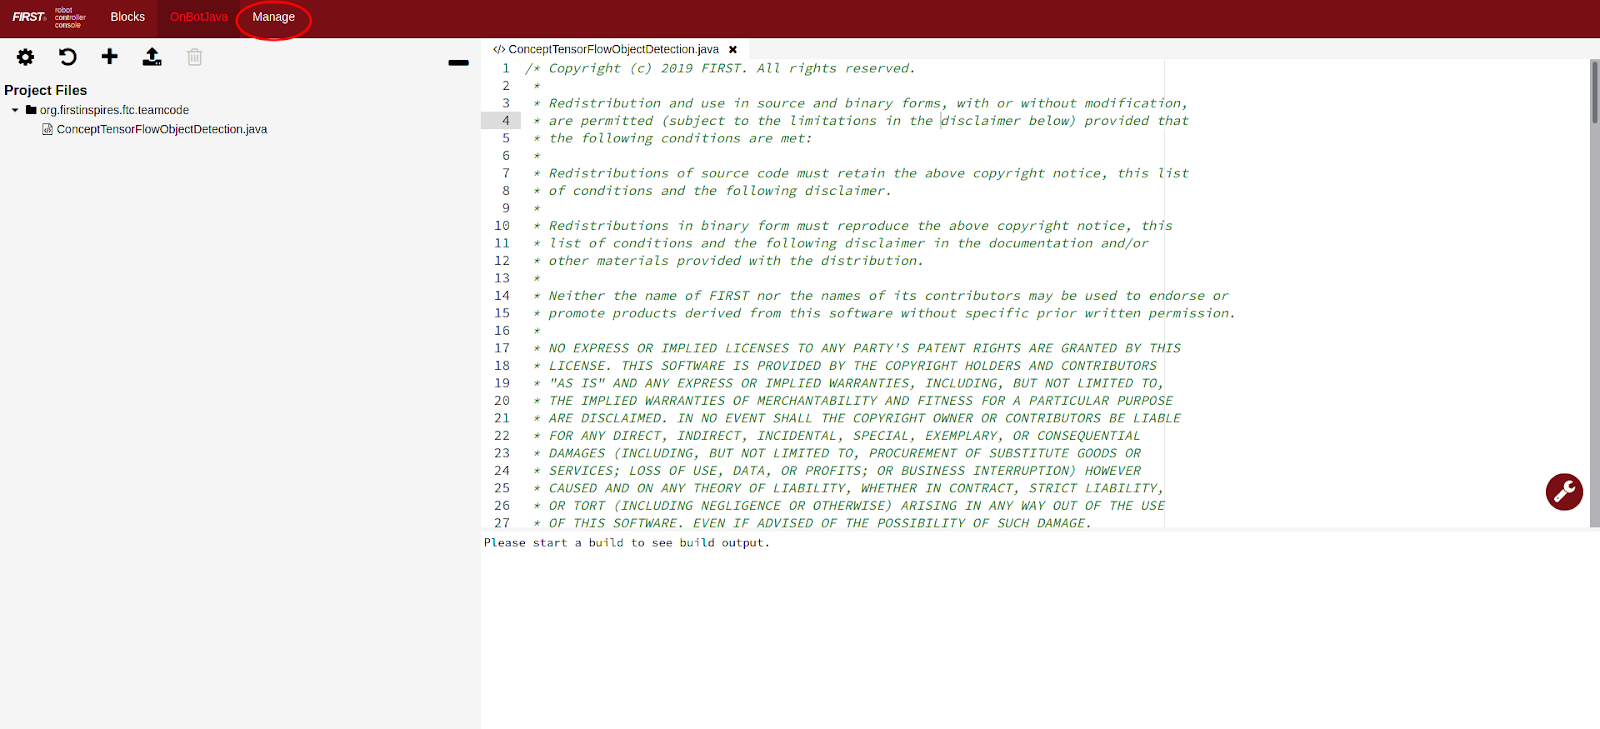 FIRST® robot controller console Blocks OnBotJava Manage
Project Files
org.firstinspires.ftc.teamcode
ConceptTensorFlowObjectDetection.java
</> ConceptTensorFlowObjectDetection.java ✖
1 /* Copyright (c) 2019 FIRST. All rights reserved.
2 *
3 * Redistribution and use in source and binary forms, with or without modification,
4 * are permitted (subject to the limitations in the disclaimer below) provided that
5 * the following conditions are met:
6 *
7 * Redistributions of source code must retain the above copyright notice, this list
8 * of conditions and the following disclaimer.
9 *
10 * Redistributions in binary form must reproduce the above copyright notice, this
11 * list of conditions and the following disclaimer in the documentation and/or
12 * other materials provided with the distribution.
13 *
14 * Neither the name of FIRST nor the names of its contributors may be used to endorse or
15 * promote products derived from this software without specific prior written permission.
16 *
17 * NO EXPRESS OR IMPLIED LICENSES TO ANY PARTY'S PATENT RIGHTS ARE GRANTED BY THIS
18 * LICENSE. THIS SOFTWARE IS PROVIDED BY THE COPYRIGHT HOLDERS AND CONTRIBUTORS
19 * "AS IS" AND ANY EXPRESS OR IMPLIED WARRANTIES, INCLUDING, BUT NOT LIMITED TO,
20 * THE IMPLIED WARRANTIES OF MERCHANTABILITY AND FITNESS FOR A PARTICULAR PURPOSE
21 * ARE DISCLAIMED. IN NO EVENT SHALL THE COPYRIGHT OWNER OR CONTRIBUTORS BE LIABLE
22 * FOR ANY DIRECT, INDIRECT, INCIDENTAL, SPECIAL, EXEMPLARY, OR CONSEQUENTIAL
23 * DAMAGES (INCLUDING, BUT NOT LIMITED TO, PROCUREMENT OF SUBSTITUTE GOODS OR
24 * SERVICES; LOSS OF USE, DATA, OR PROFITS; OR BUSINESS INTERRUPTION) HOWEVER
25 * CAUSED AND ON ANY THEORY OF LIABILITY, WHETHER IN CONTRACT, STRICT LIABILITY,
26 * OR TORT (INCLUDING NEGLIGENCE OR OTHERWISE) ARISING IN ANY WAY OUT OF THE USE
27 * OF THIS SOFTWARE. EVEN IF ADVISED OF THE POSSIBILITY OF SUCH DAMAGE.
Please start a build to see build output.